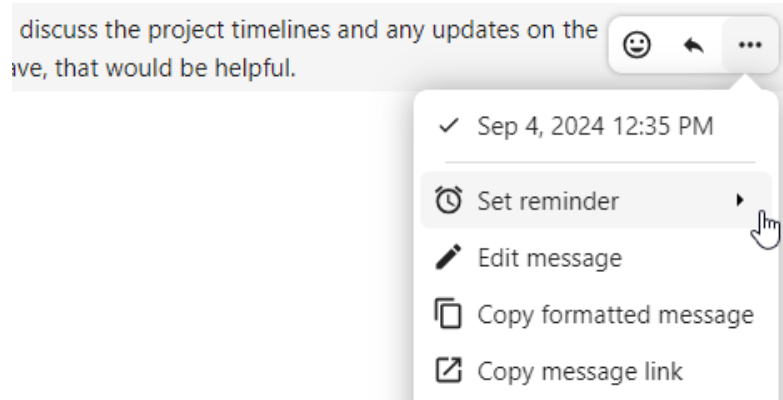 discuss the project timelines and any updates on the
ave, that would be helpful.
Sep 4, 2024 12:35 PM
Set reminder
Edit message
Copy formatted message
Copy message link